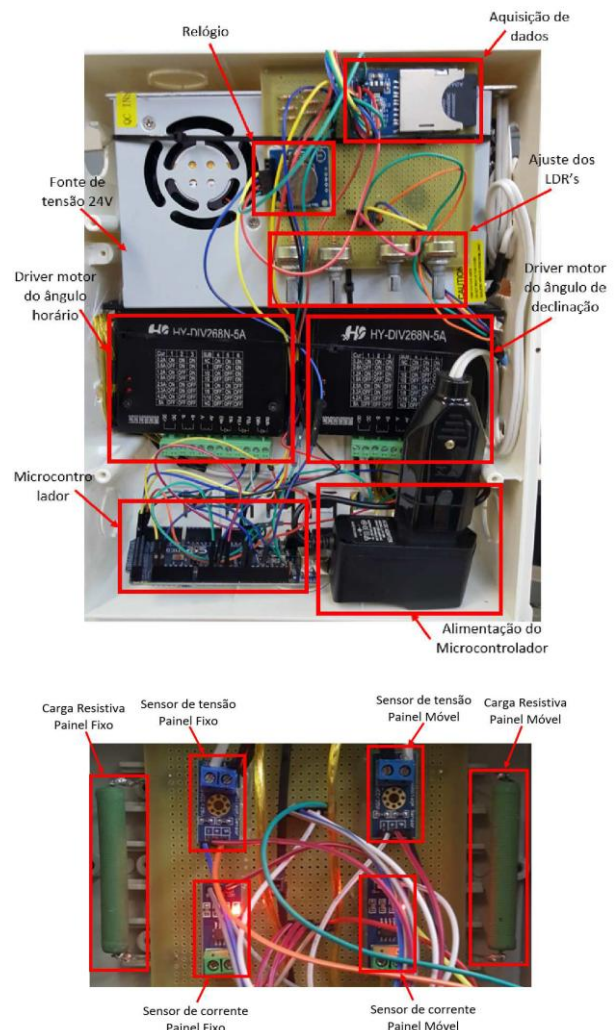 Relógio
Aquisição de
dados
Fonte de
tensão 24V
Ajuste dos
LDR's
Driver motor
do ângulo
horário
Driver motor
do ângulo de
declinação
QC
CAUTION
HY-DIV268N-5A
HY-DIV268N-5A
Microcontro
lador
Alimentação do
Microcontrolador
Carga Resistiva
Painel Fixo
Sensor de tensão
Painel Fixo
Sensor de tensão
Painel Móvel
Carga Resistiva
Painel Móvel
Sensor de corrente
Painel Fixo
Sensor de corrente
Painel Móvel